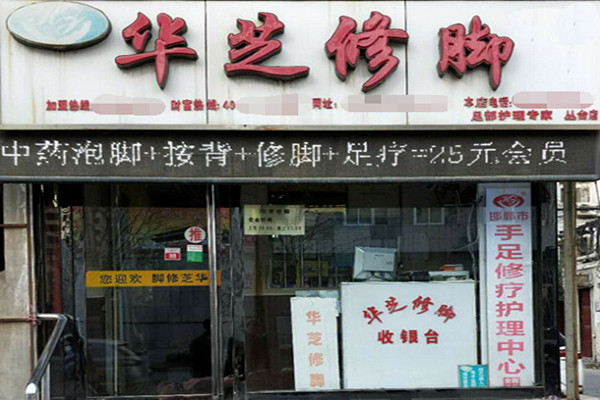 华芝修脚
加盟热线
财富热线: 40
网址:
本店电话:
足部护理专家 丛台店
中药泡脚+按背+修脚+足疗=25元会员
推
您迎欢 脚修芝华
华芝修脚
华芝修脚
收银台
邯郸市
手足修疗护理中心